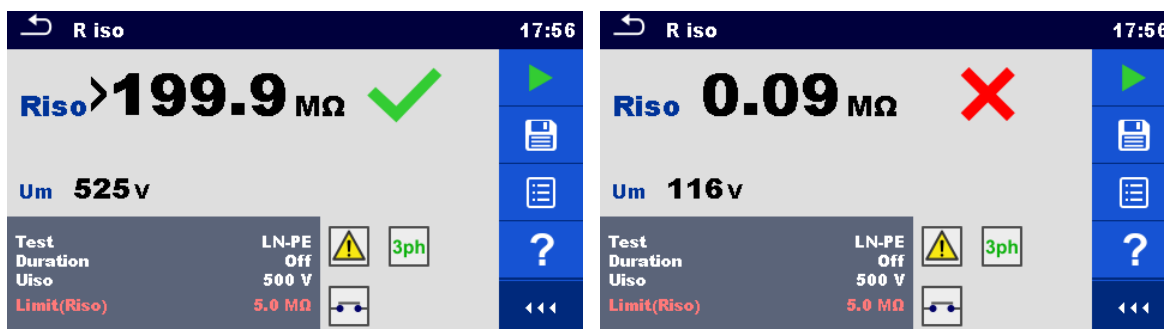 R iso 17:56
Riso >199.9 MΩ
Um 525 V
Test LN-PE
Duration Off
Uiso 500 V
Limit(Riso) 5.0 MΩ
3ph
?
R iso 17:56
Riso 0.09 MΩ
Um 116 V
Test LN-PE
Duration Off
Uiso 500 V
Limit(Riso) 5.0 MΩ
3ph
?